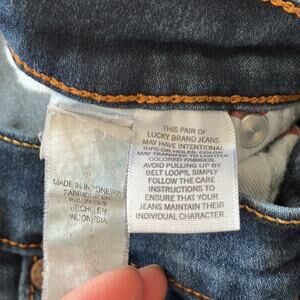 THIS PAIR OF
LUCKY BRAND JEANS
MAY HAVE INTENTIONAL
RIPS OR HOLES. COLOR
MAY TRANSFER TO LIGHTER
COLORED FABRICS.
AVOID PULLING UP BY
BELT LOOPS, SIMPLY
FOLLOW THE CARE
INSTRUCTIONS TO
ENSURE THAT YOUR
JEANS MAINTAIN THEIR
INDIVIDUAL CHARACTER.
MADE IN INDONESIA
HECHO EN
INDONESIA